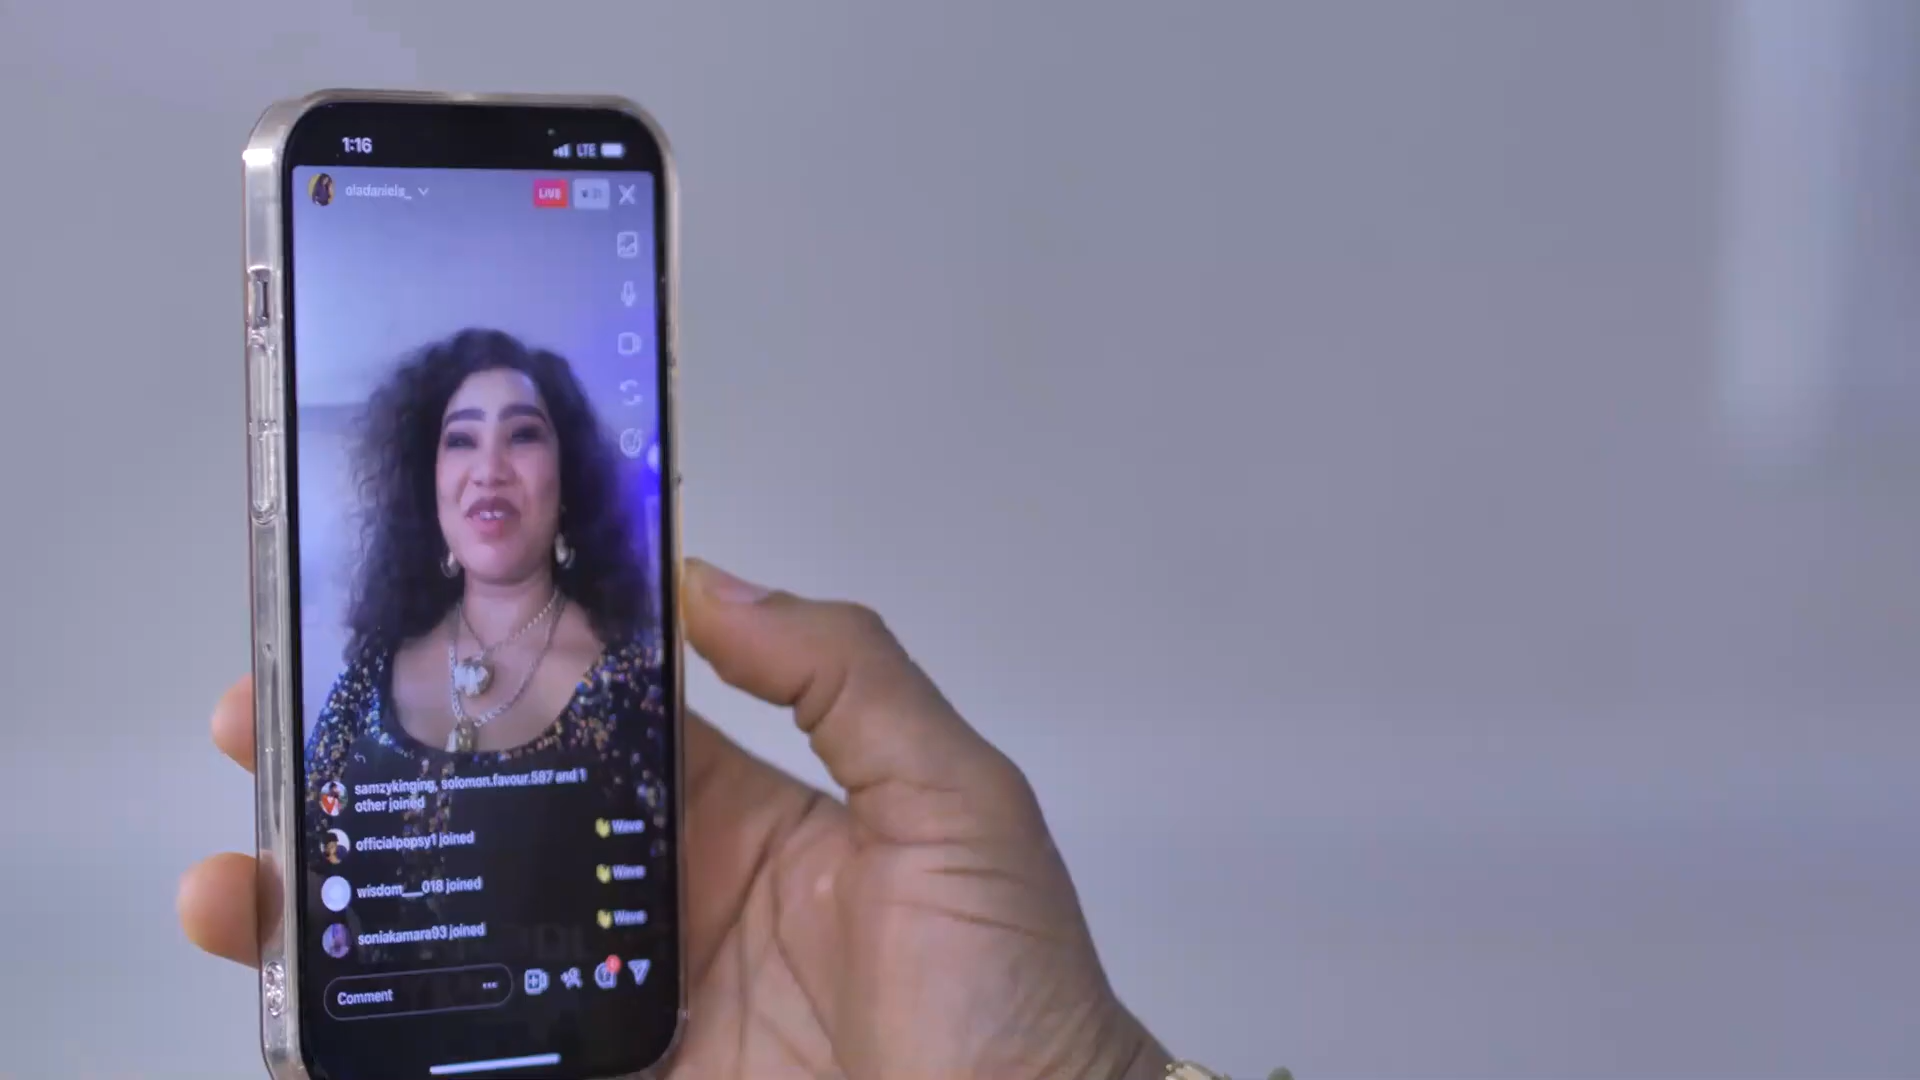 1:16
LTE
oladaniels_
LIVE
samzykinging, solomon.favour.587 and 1
other joined
Wave
officialpopsy1 joined
Wave
wisdom___018 joined
Wave
soniakamara93 joined
Comment